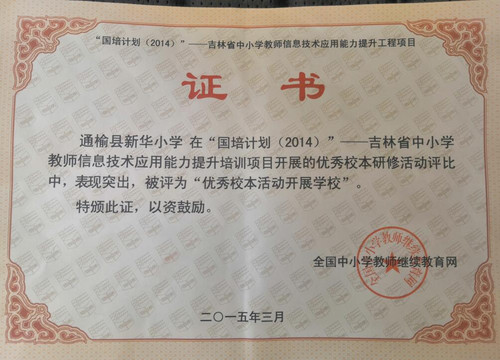 “国培计划（2014）”——吉林省中小学教师信息技术应用能力提升工程项目
证书
通榆县新华小学 在“国培计划（2014）”——吉林省中小学
教师信息技术应用能力提升培训项目开展的优秀校本研修活动评比
中，表现突出，被评为“优秀校本活动开展学校”。
特颁此证，以资鼓励。
全国中小学教师继续教育网
二〇一五年三月